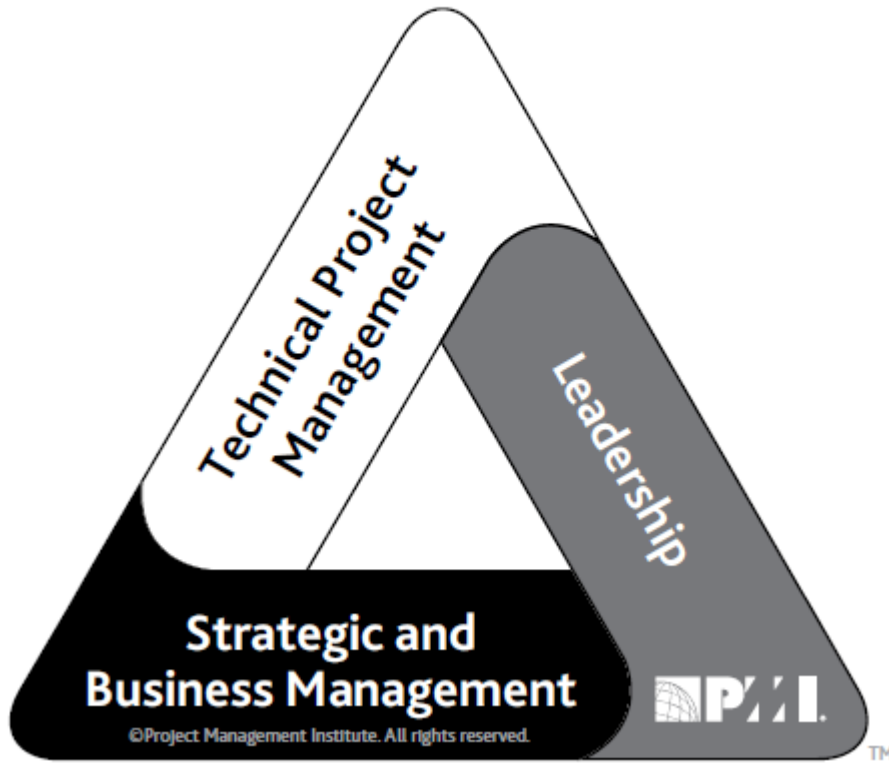 Technical Project
Management
Leadership
Strategic and
Business Management
©Project Management Institute. All rights reserved.
PMI.
TM